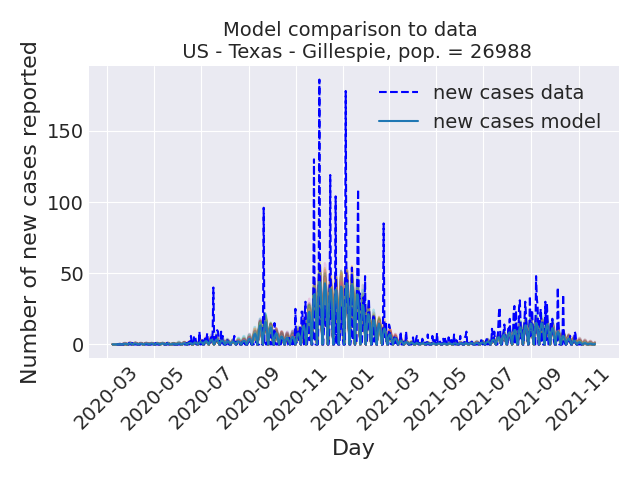 Model comparison to data
US - Texas - Gillespie, pop. = 26988
Number of new cases reported
150
100
50
0
new cases data
new cases model
2020-03
2020-05
2020-07
2020-09
2020-11
2021-01
2021-03
2021-05
2021-07
2021-09
2021-11
Day